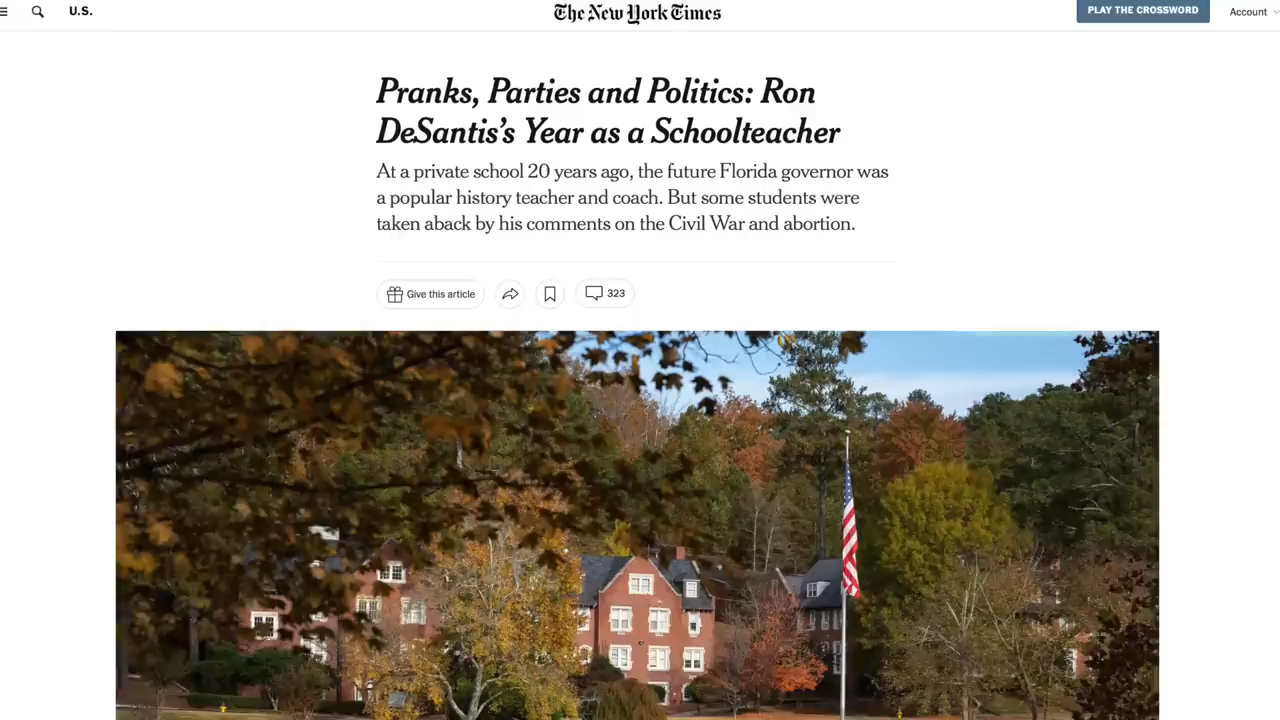 U.S.
The New York Times
PLAY THE CROSSWORD
Account
Pranks, Parties and Politics: Ron
DeSantis’s Year as a Schoolteacher
At a private school 20 years ago, the future Florida governor was
a popular history teacher and coach. But some students were
taken aback by his comments on the Civil War and abortion.
Give this article
323